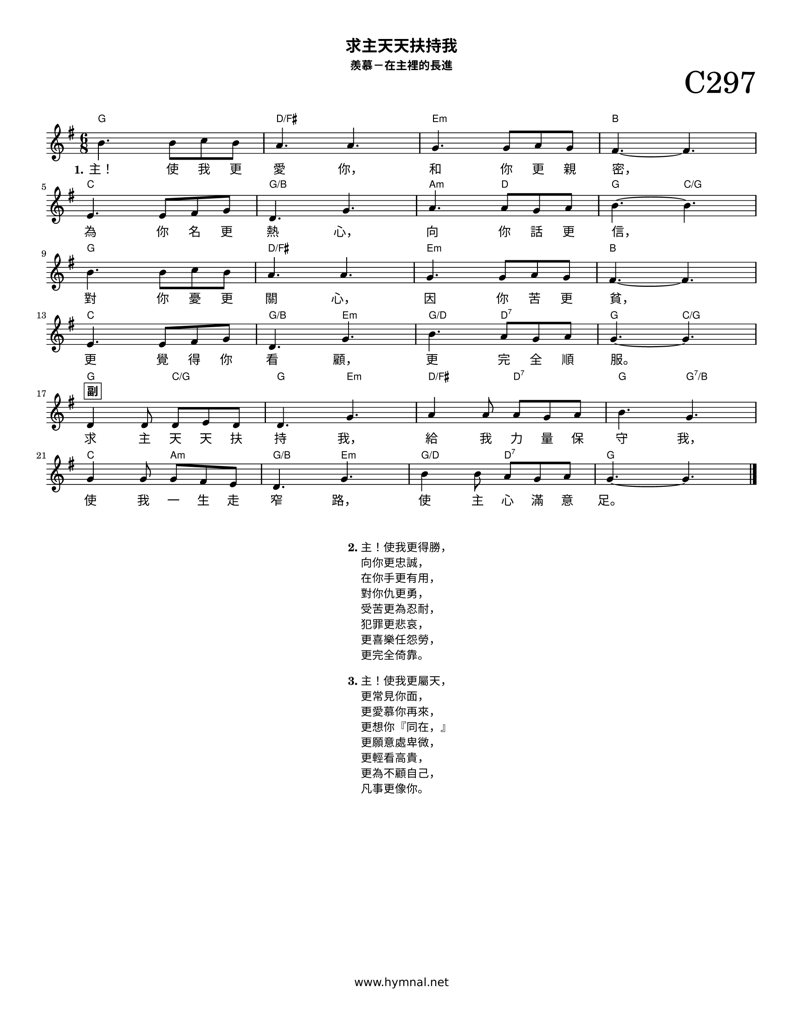 求主天天扶持我
羨慕－在主裡的長進
C297
G D/F♯ Em B
6
8
1. 主！ 使 我 更 愛 你， 和 你 更 親 密，
5 C G/B Am D G C/G
為 你 名 更 熱 心， 向 你 話 更 信，
9 G D/F♯ Em B
對 你 憂 更 關 心， 因 你 苦 更 貧，
13 C G/B Em G/D D7 G C/G
更 覺 得 你 看 顧， 更 完 全 順 服。
G C/G G Em D/F♯ D7 G G7/B
17 副
求 主 天 天 扶 持 我， 給 我 力 量 保 守 我，
21 C Am G/B Em G/D D7 G
使 我 一 生 走 窄 路， 使 主 心 滿 意 足。
2. 主！使我更得勝，
向你更忠誠，
在你手更有用，
對你仇更勇，
受苦更為忍耐，
犯罪更悲哀，
更喜樂任怨勞，
更完全倚靠。
3. 主！使我更屬天，
更常見你面，
更愛慕你再來，
更想你『同在，』
更願意處卑微，
更輕看高貴，
更為不顧自己，
凡事更像你。
www.hymnal.net